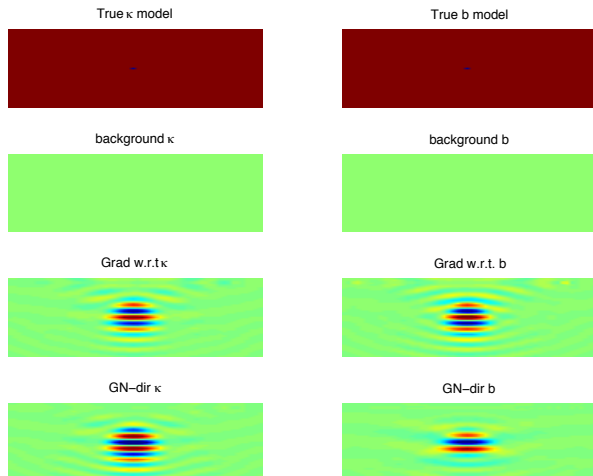 True κ model
True b model
background κ
background b
Grad w.r.t κ
Grad w.r.t. b
GN−dir κ
GN−dir b